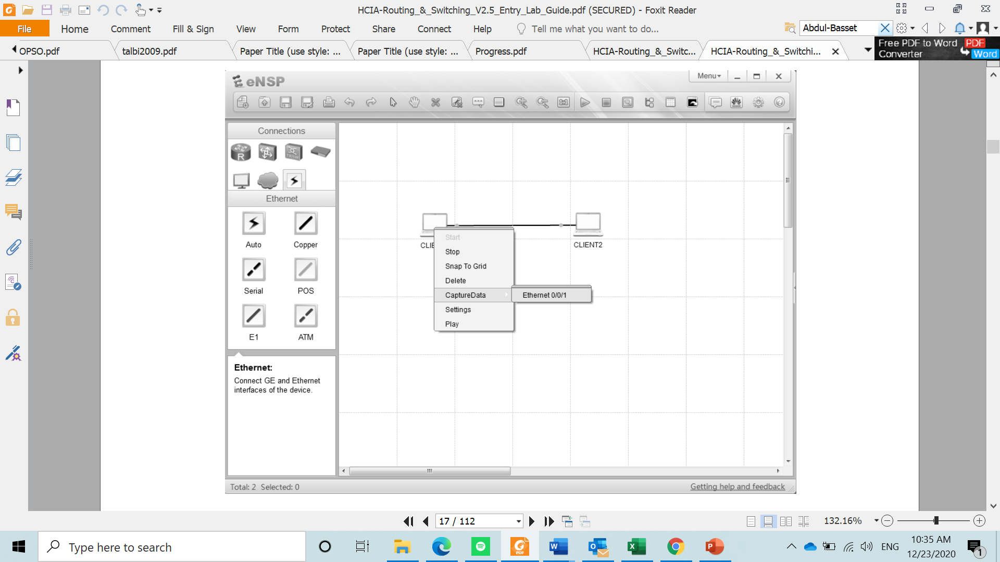 HCIA-Routing_&_Switching_V2.5_Entry_Lab_Guide.pdf (SECURED) - Foxit Reader
File Home Comment Fill & Sign View Form Protect Share Connect Help Tell me what you want to do... Abdul-Basset
OPSO.pdf talbi2009.pdf Paper Title (use style: ... Paper Title (use style: ... Progress.pdf HCIA-Routing_&_Switc... HCIA-Routing_&_Switchi...
Free PDF to Word
Converter
PDF
Word
eNSP
Menu
1:1
Connections
R
Ethernet
Auto Copper
Serial POS
E1 ATM
Ethernet:
Connect GE and Ethernet
interfaces of the device.
CLIE
CLIENT2
Start
Stop
Snap To Grid
Delete
CaptureData
Ethernet 0/0/1
Settings
Play
Total: 2 Selected: 0
Getting help and feedback
17 / 112
132.16%
Type here to search
PDF
ENG
10:35 AM
12/23/2020
1